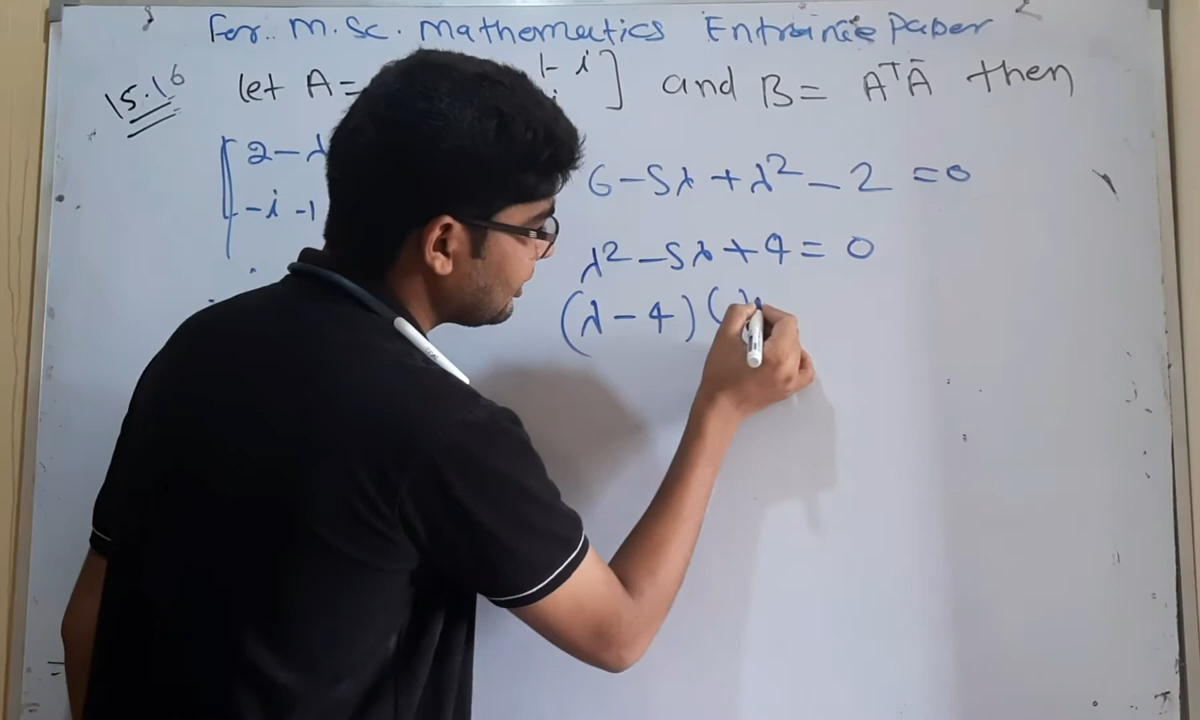 For. M.Sc. Mathematics Entrance Paper
15.16 let A= 1-i ] and B= AᵀĀ then
2-λ
-i -1
6-5λ+λ²-2=0
λ²-5λ+4=0
(λ-4)(λ